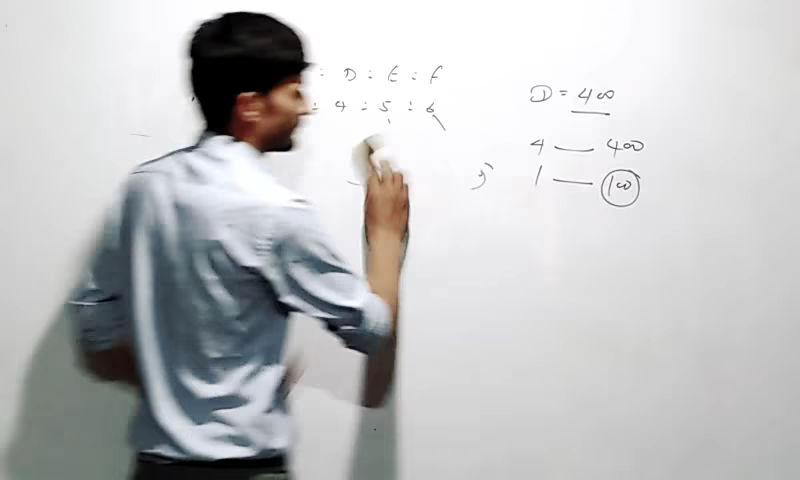 : D : E : F
: 4 : 5 : 6
D = 400
4 — 400
1 — 100